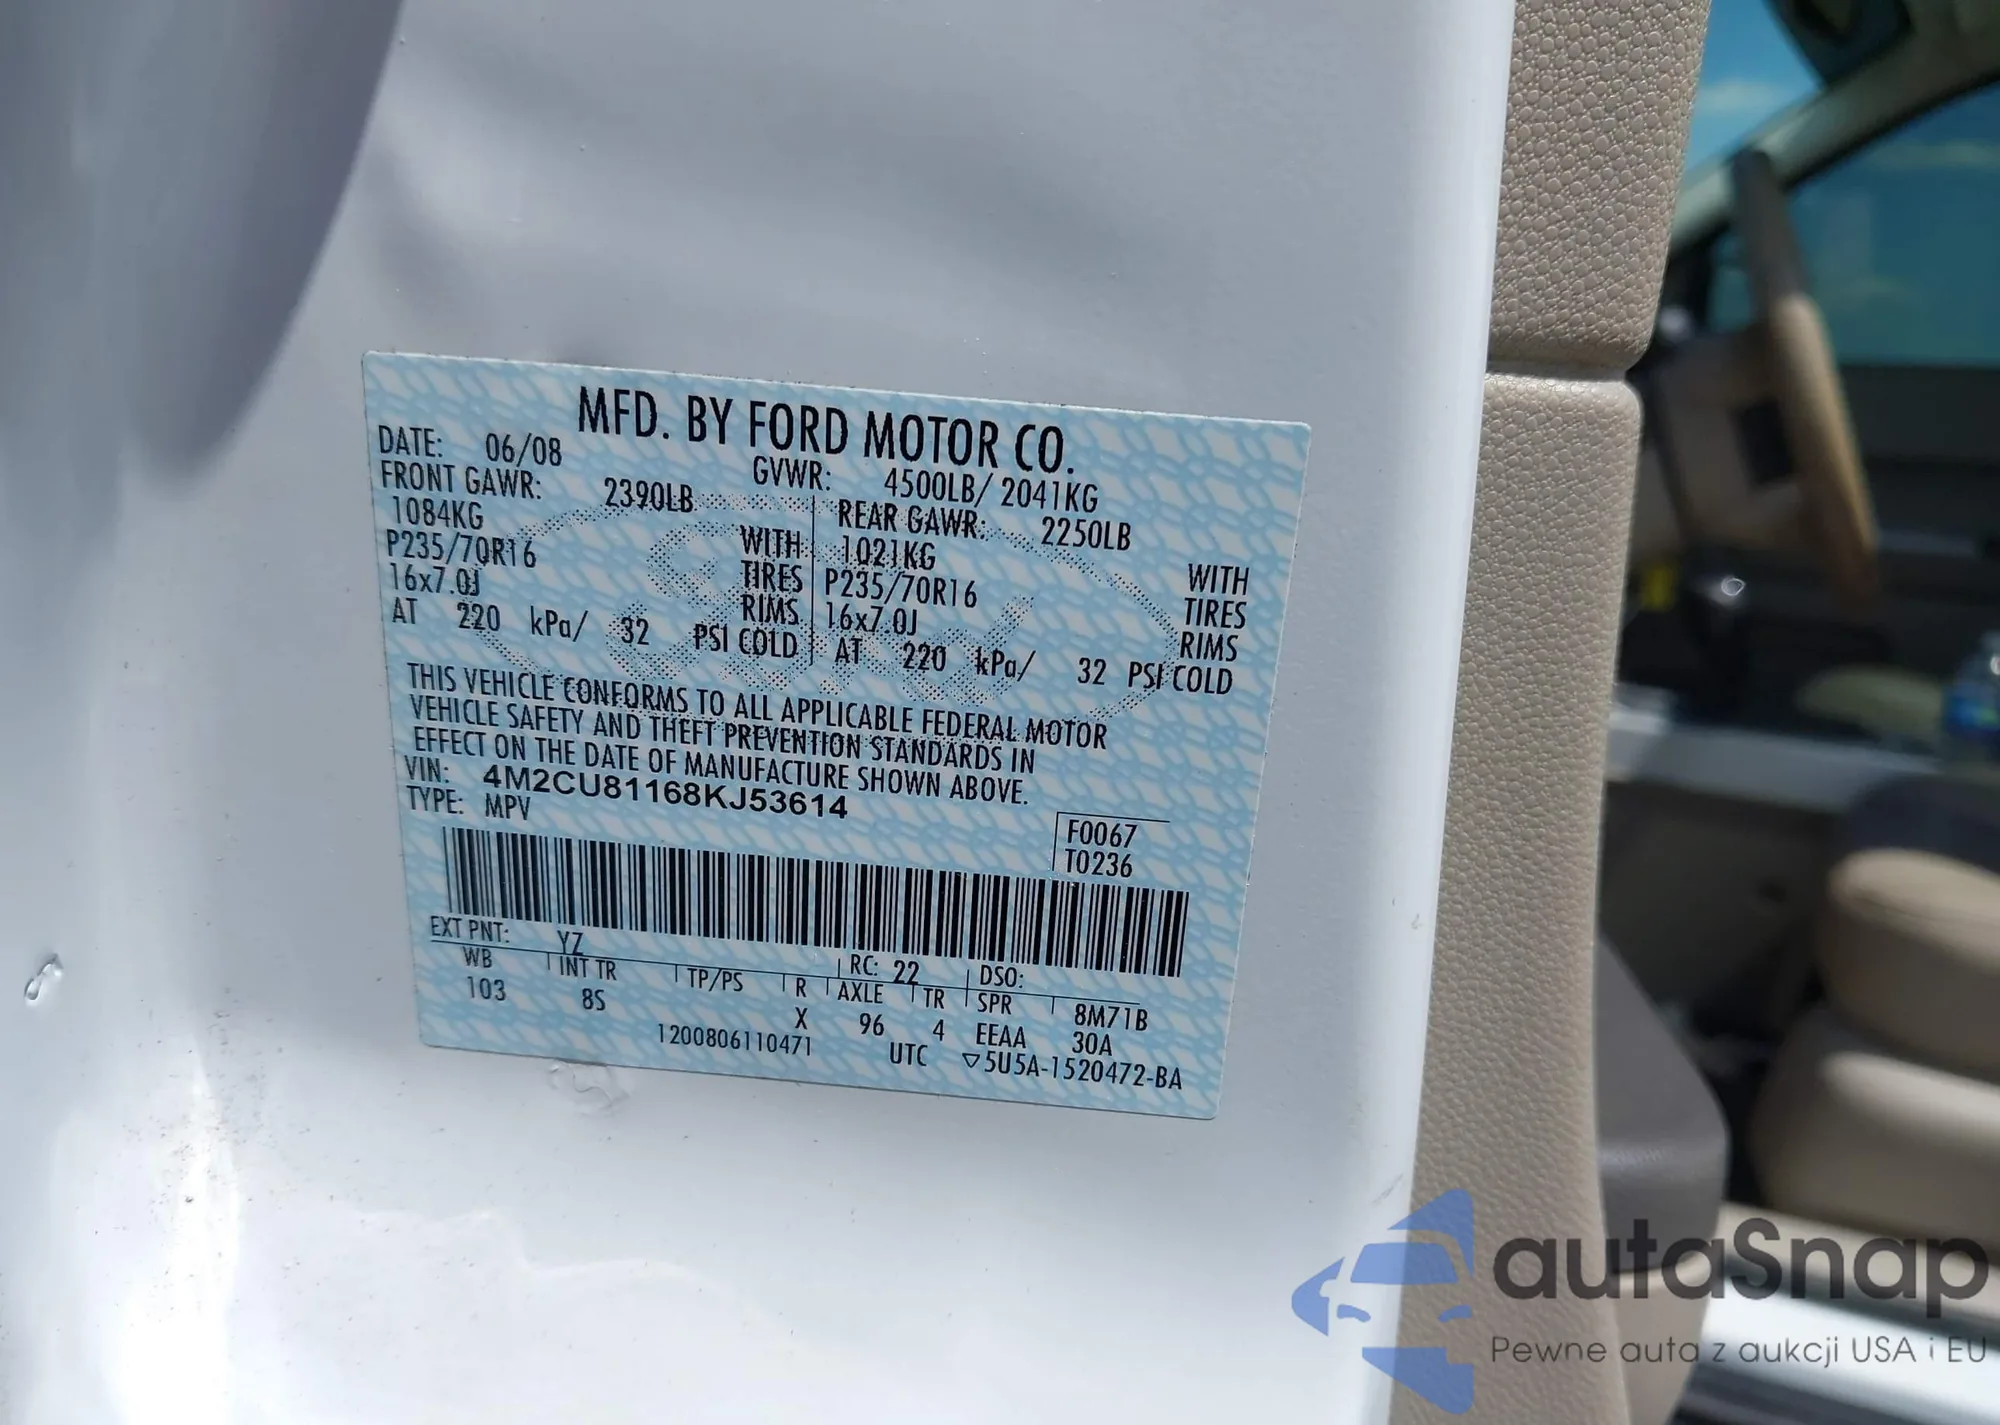 MFD. BY FORD MOTOR CO.
DATE: 06/08 GVWR: 4500LB/ 2041KG
FRONT GAWR: 2390LB REAR GAWR: 2250LB
1084KG WITH 1021KG WITH
P235/70R16 TIRES P235/70R16 TIRES
16x7.0J RIMS 16x7.0J RIMS
AT 220 kPa/ 32 PSI COLD AT 220 kPa/ 32 PSI COLD
THIS VEHICLE CONFORMS TO ALL APPLICABLE FEDERAL MOTOR
VEHICLE SAFETY AND THEFT PREVENTION STANDARDS IN
EFFECT ON THE DATE OF MANUFACTURE SHOWN ABOVE.
VIN: 4M2CU81168KJ53614
TYPE: MPV
F0067
T0236
EXT PNT: YZ RC: 22 DSO:
WB INT TR TP/PS R AXLE TR SPR 8M71B
103 8S X 96 4 EEAA 30A
1200806110471 UTC ▽5U5A-1520472-BA
autaSnap
Pewne auta z aukcji USA i EU